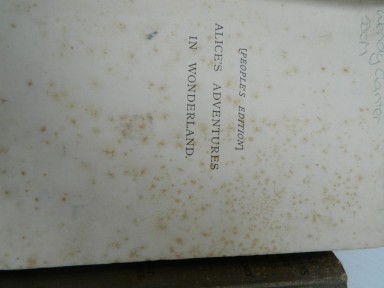 [PEOPLE'S EDITION]
ALICE'S ADVENTURES
IN WONDERLAND.